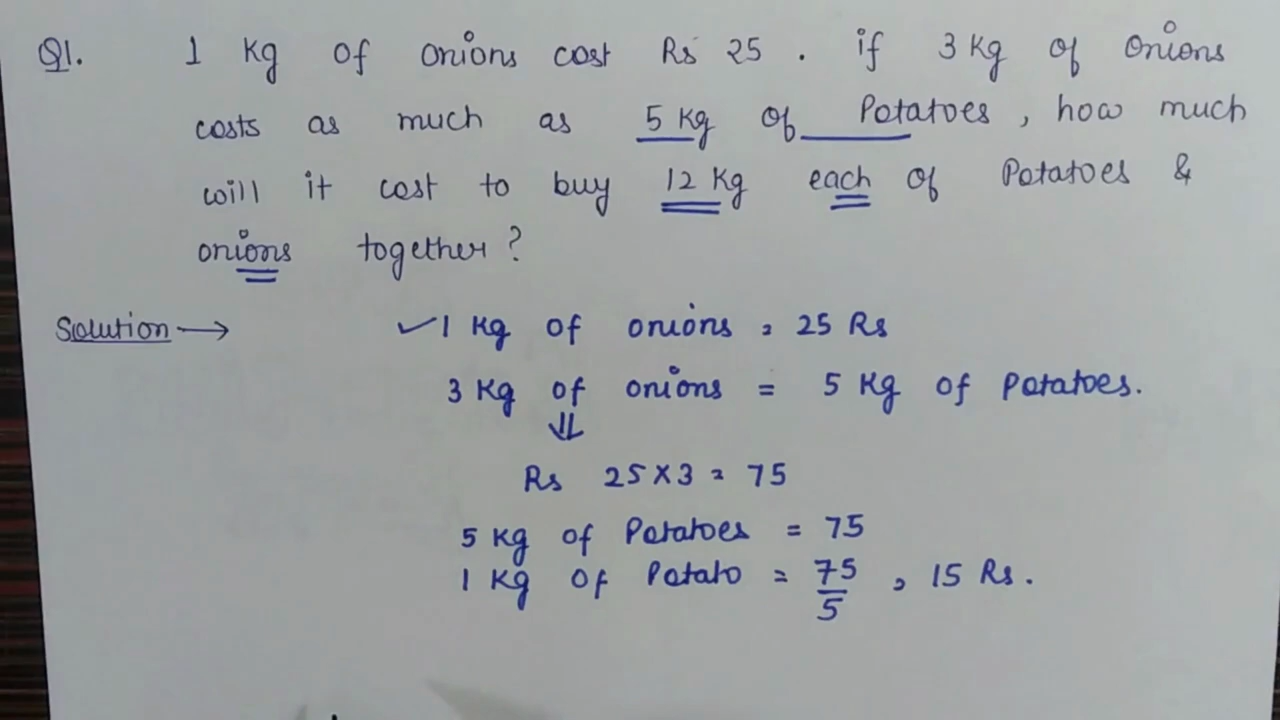 Q1. 1 Kg of onions cost Rs 25 . if 3 Kg of onions
costs as much as 5 Kg of Potatoes , how much
will it cost to buy 12 Kg each of Potatoes &
onions together ?
Solution → ✓1 Kg of onions = 25 Rs
3 Kg of onions = 5 Kg of Potatoes.
⇓
Rs 25 × 3 = 75
5 Kg of Potatoes = 75
1 Kg of Potato = 75/5 , 15 Rs .